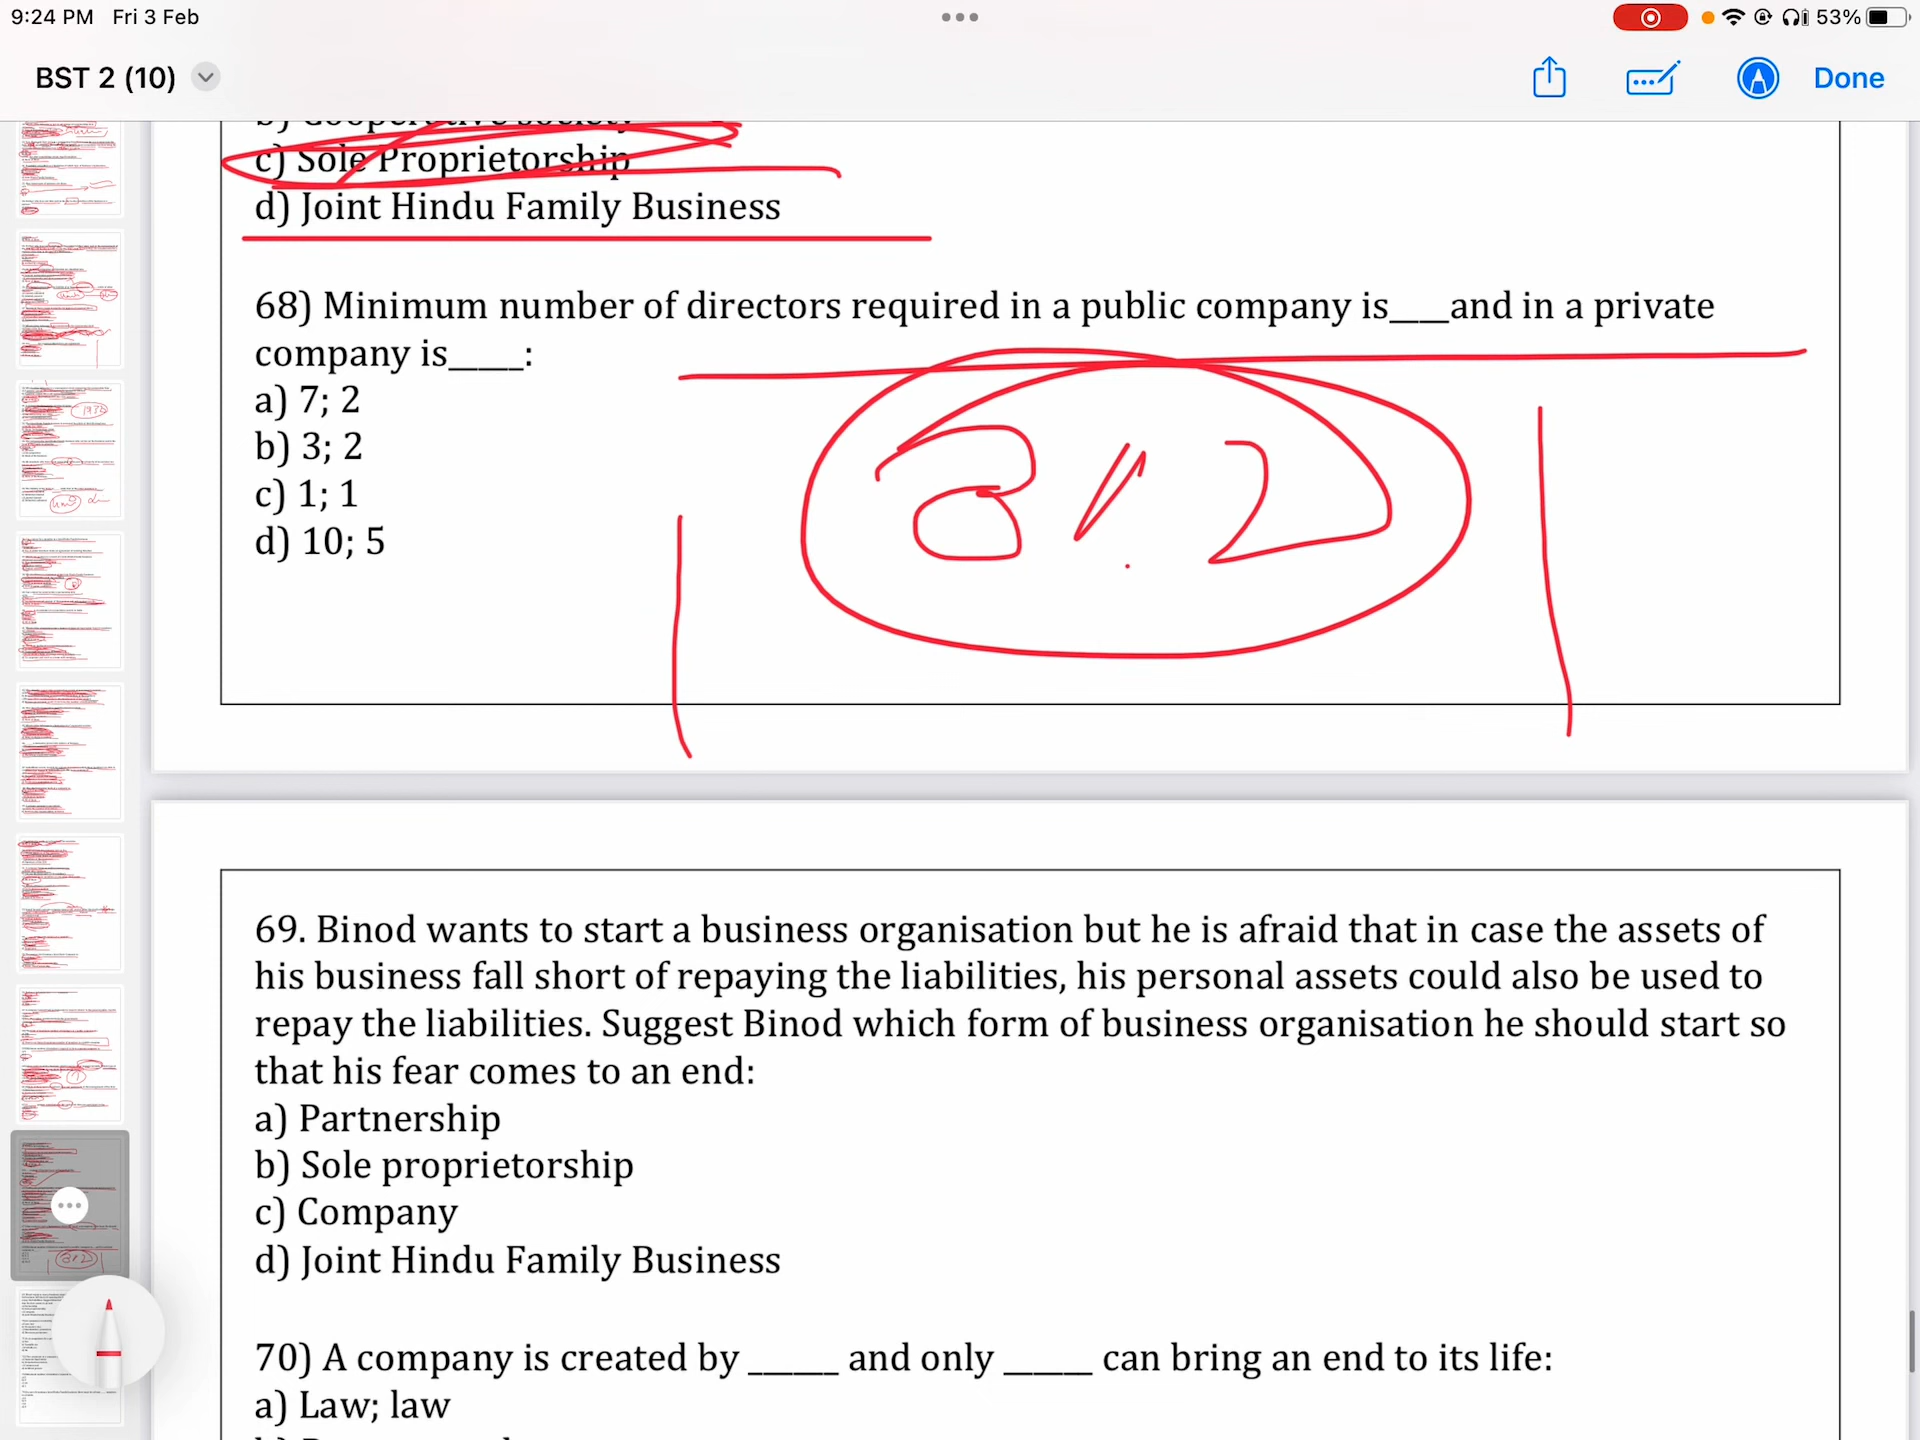 9:24 PM Fri 3 Feb
53%
BST 2 (10)
Done
c) Sole Proprietorship
d) Joint Hindu Family Business
68) Minimum number of directors required in a public company is____and in a private
company is_____:
a) 7; 2
b) 3; 2
c) 1; 1
d) 10; 5
69. Binod wants to start a business organisation but he is afraid that in case the assets of
his business fall short of repaying the liabilities, his personal assets could also be used to
repay the liabilities. Suggest Binod which form of business organisation he should start so
that his fear comes to an end:
a) Partnership
b) Sole proprietorship
c) Company
d) Joint Hindu Family Business
70) A company is created by ______ and only ______ can bring an end to its life:
a) Law; law